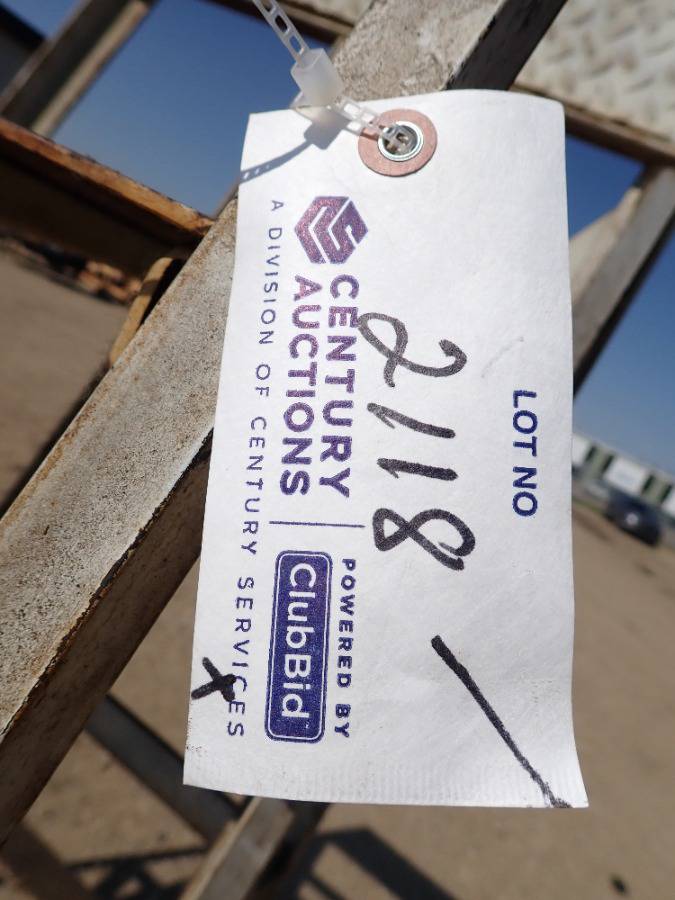 LOT NO
2118
CENTURY
AUCTIONS
A DIVISION OF CENTURY SERVICES
POWERED BY
ClubBid
X